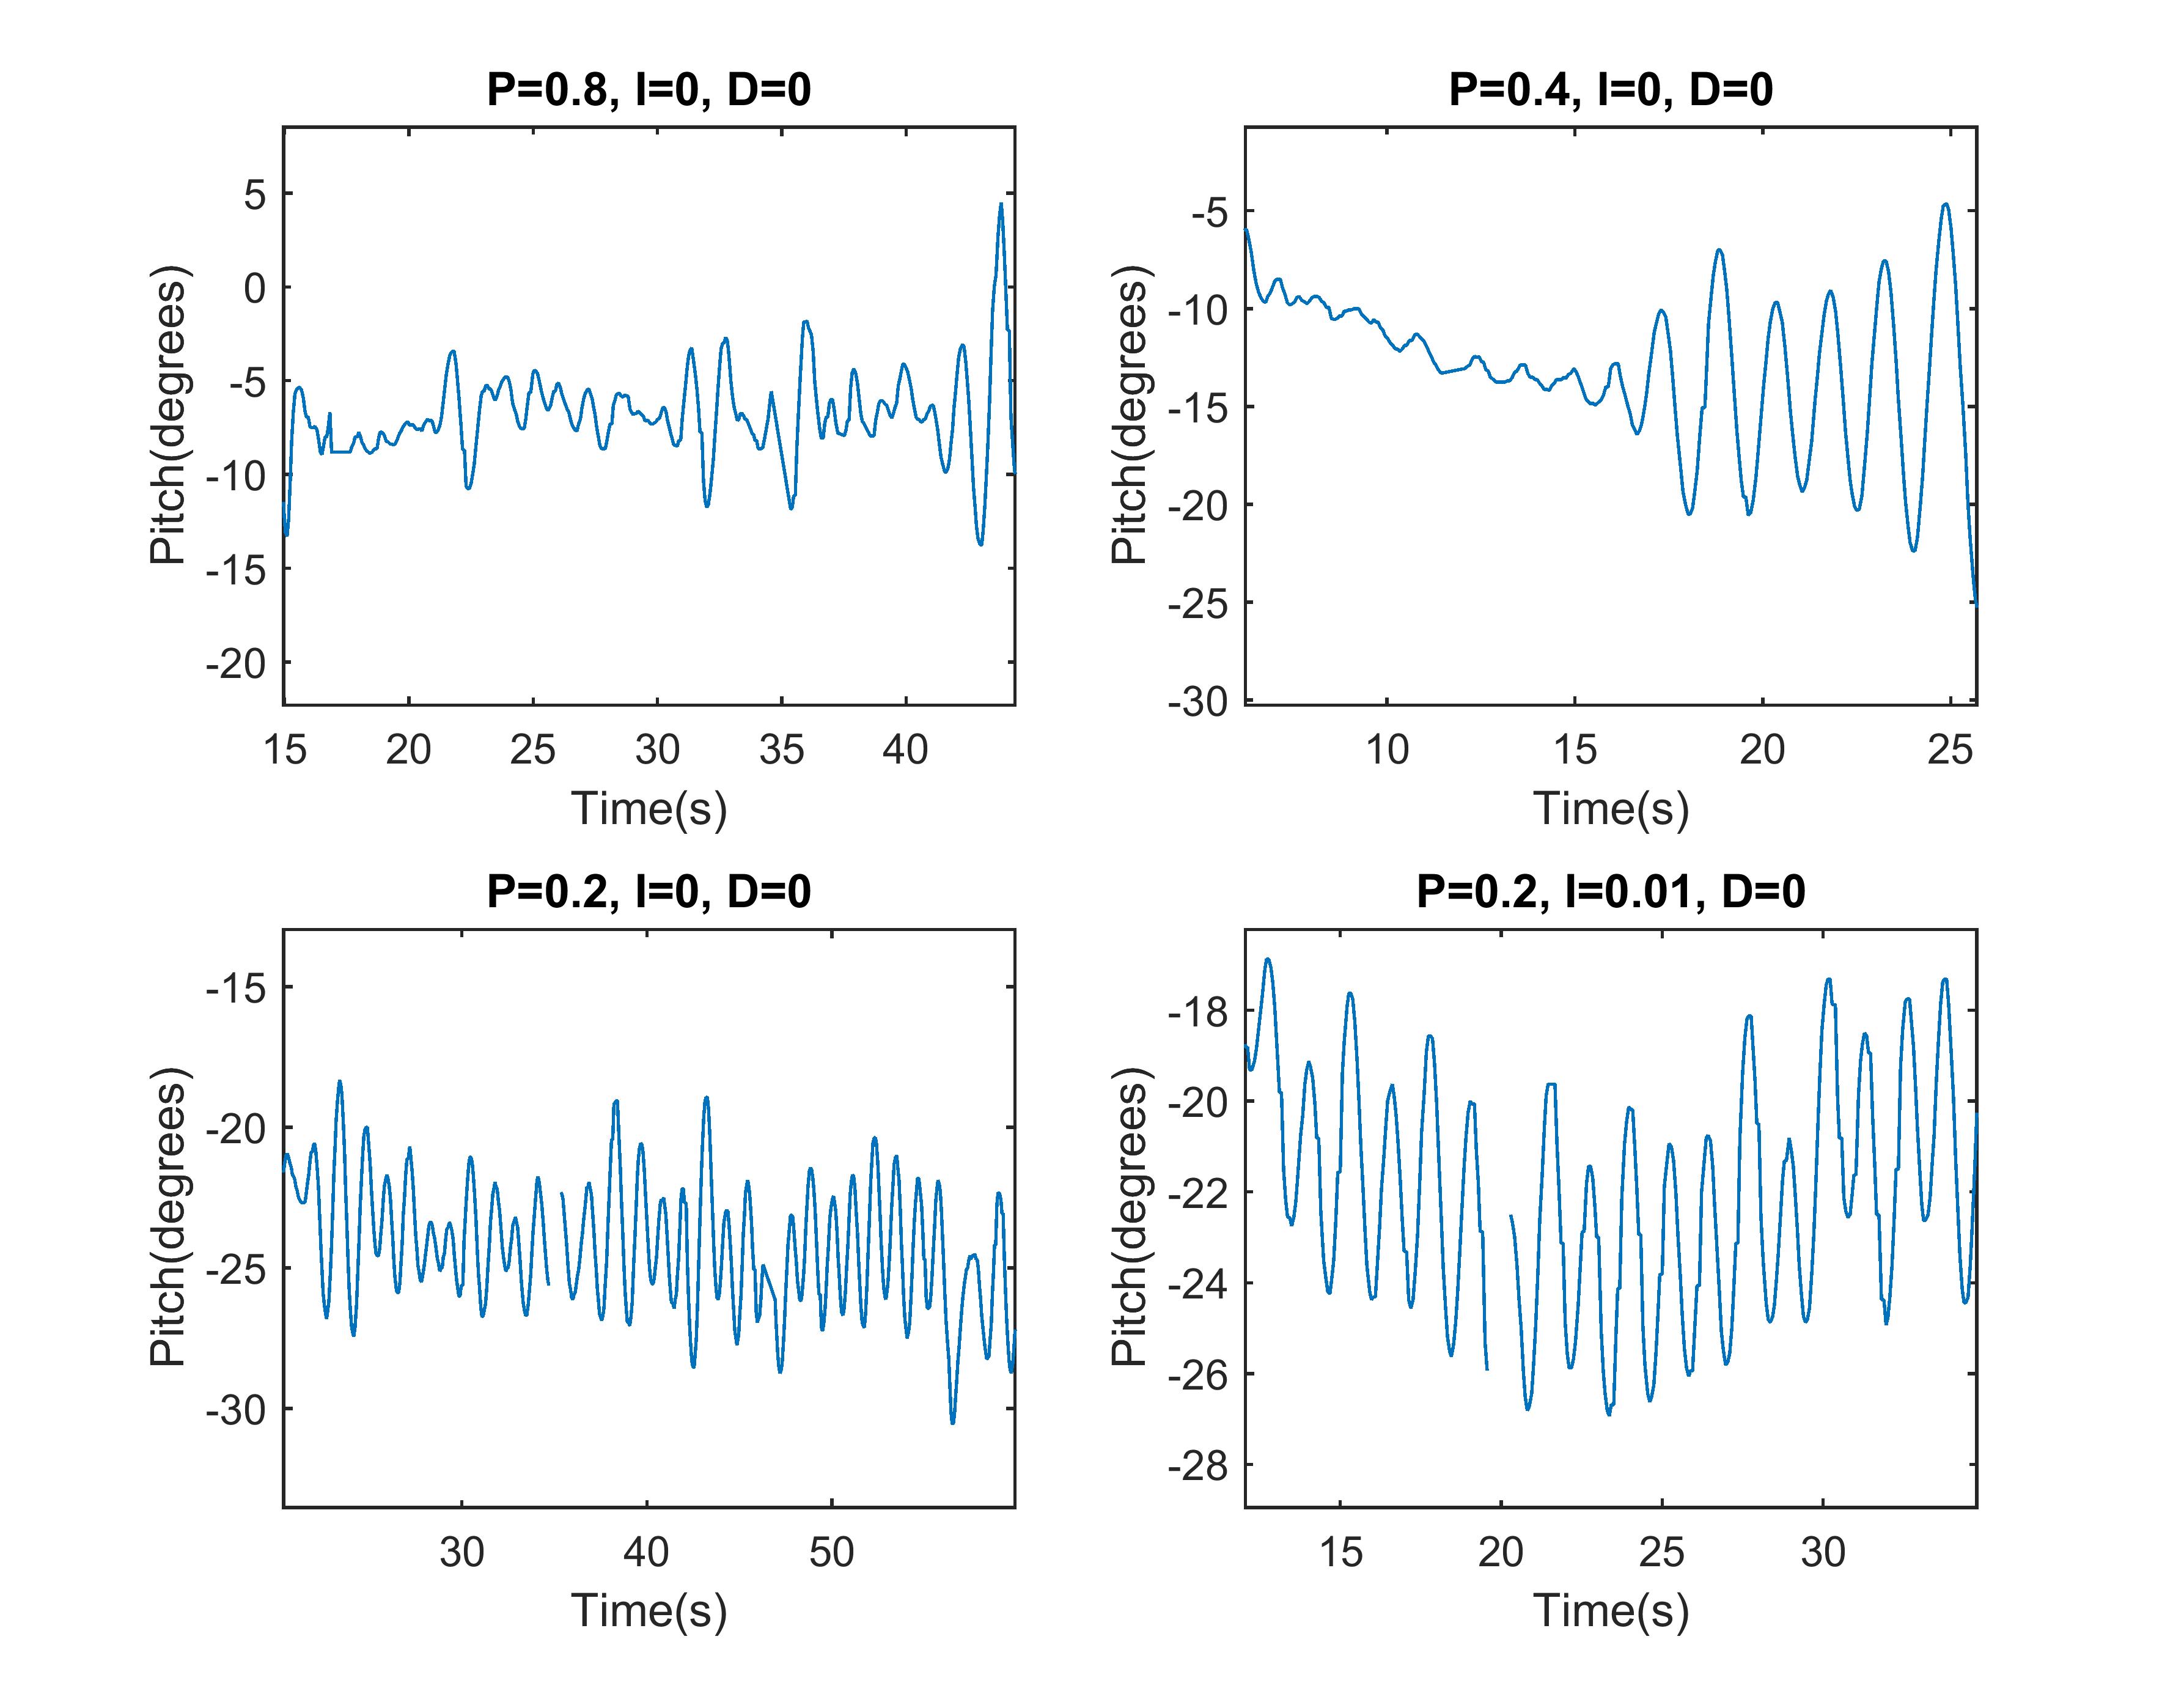 P=0.8, I=0, D=0
Pitch(degrees)
5
0
-5
-10
-15
-20
15 20 25 30 35 40
Time(s)
P=0.4, I=0, D=0
Pitch(degrees)
-5
-10
-15
-20
-25
-30
10 15 20 25
Time(s)
P=0.2, I=0, D=0
Pitch(degrees)
-15
-20
-25
-30
30 40 50
Time(s)
P=0.2, I=0.01, D=0
Pitch(degrees)
-18
-20
-22
-24
-26
-28
15 20 25 30
Time(s)